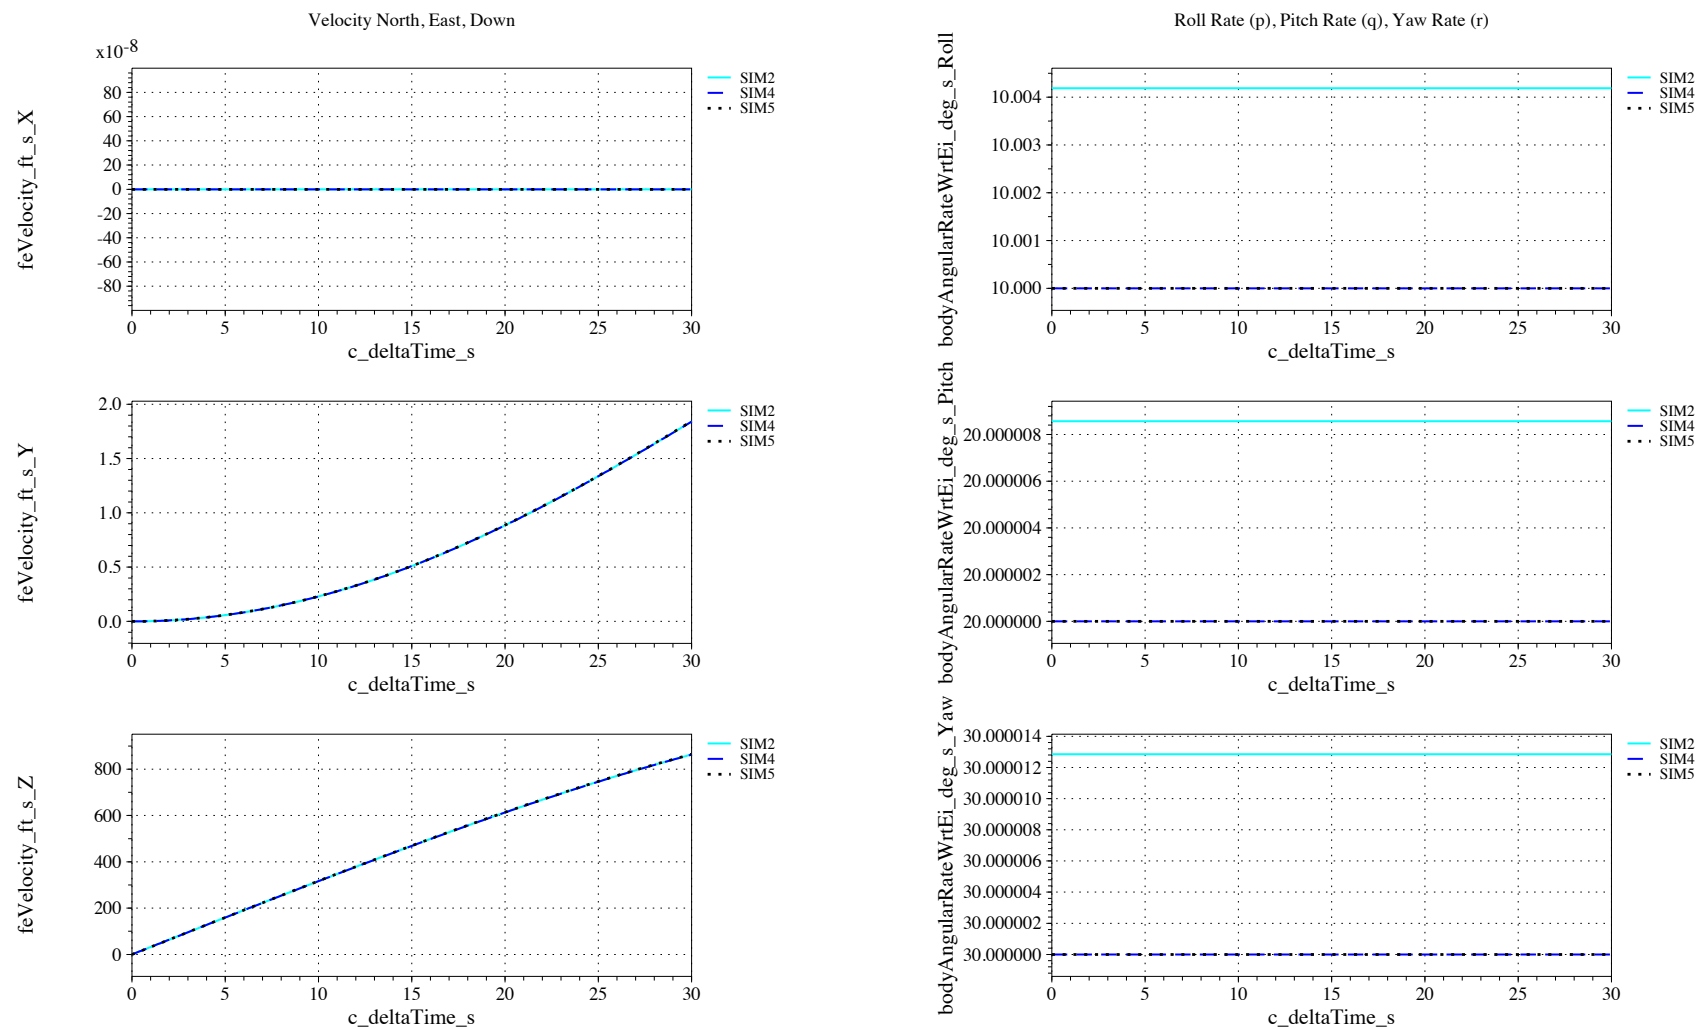 Velocity North, East, Down
x10-8
80
60
40
20
0
-20
-40
-60
-80
feVelocity_ft_s_X
0 5 10 15 20 25 30
c_deltaTime_s
SIM2
SIM4
SIM5
2.0
1.5
1.0
0.5
0.0
feVelocity_ft_s_Y
0 5 10 15 20 25 30
c_deltaTime_s
SIM2
SIM4
SIM5
800
600
400
200
0
feVelocity_ft_s_Z
0 5 10 15 20 25 30
c_deltaTime_s
SIM2
SIM4
SIM5
Roll Rate (p), Pitch Rate (q), Yaw Rate (r)
10.004
10.003
10.002
10.001
10.000
bodyAngularRateWrtEi_deg_s_Roll
0 5 10 15 20 25 30
c_deltaTime_s
SIM2
SIM4
SIM5
20.000008
20.000006
20.000004
20.000002
20.000000
bodyAngularRateWrtEi_deg_s_Pitch
0 5 10 15 20 25 30
c_deltaTime_s
SIM2
SIM4
SIM5
30.000014
30.000012
30.000010
30.000008
30.000006
30.000004
30.000002
30.000000
bodyAngularRateWrtEi_deg_s_Yaw
0 5 10 15 20 25 30
c_deltaTime_s
SIM2
SIM4
SIM5